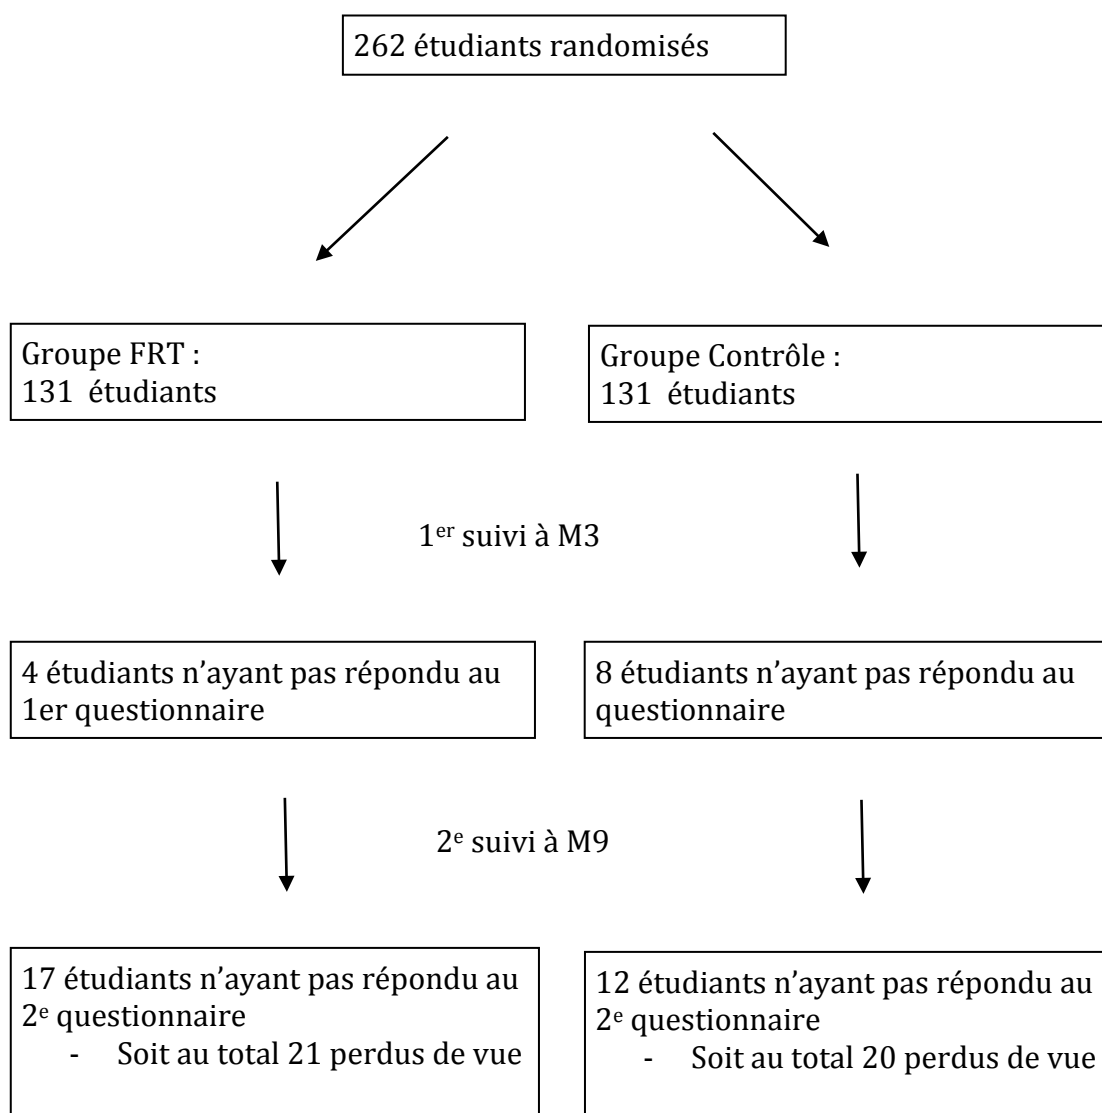 262 étudiants randomisés
Groupe FRT :
131 étudiants
Groupe Contrôle :
131 étudiants
1er suivi à M3
4 étudiants n’ayant pas répondu au
1er questionnaire
8 étudiants n’ayant pas répondu au
questionnaire
2e suivi à M9
17 étudiants n’ayant pas répondu au
2e questionnaire
- Soit au total 21 perdus de vue
12 étudiants n’ayant pas répondu au
2e questionnaire
- Soit au total 20 perdus de vue